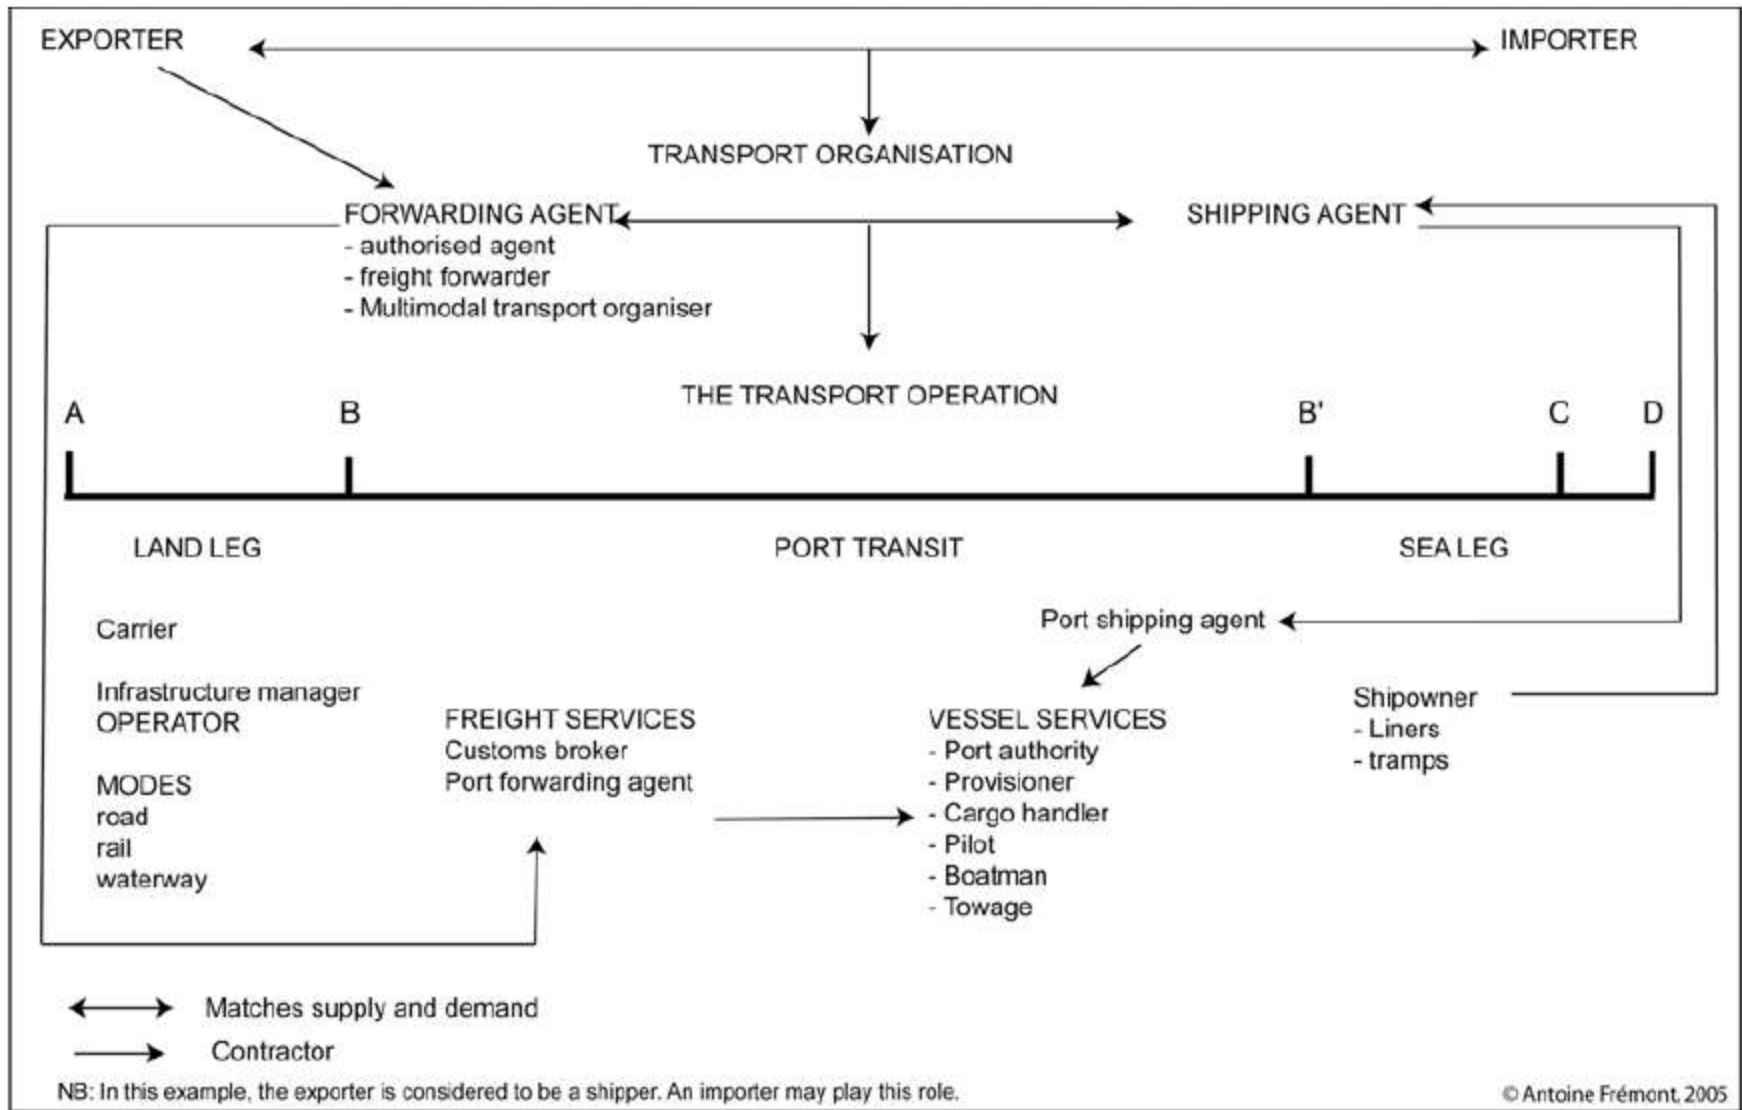 EXPORTER
IMPORTER
TRANSPORT ORGANISATION
FORWARDING AGENT
- authorised agent
- freight forwarder
- Multimodal transport organiser
SHIPPING AGENT
THE TRANSPORT OPERATION
A
B
B'
C
D
LAND LEG
PORT TRANSIT
SEA LEG
Carrier
Infrastructure manager
OPERATOR
MODES
road
rail
waterway
FREIGHT SERVICES
Customs broker
Port forwarding agent
Port shipping agent
VESSEL SERVICES
- Port authority
- Provisioner
- Cargo handler
- Pilot
- Boatman
- Towage
Shipowner
- Liners
- tramps
Matches supply and demand
Contractor
NB: In this example, the exporter is considered to be a shipper. An importer may play this role.
© Antoine Frémont, 2005